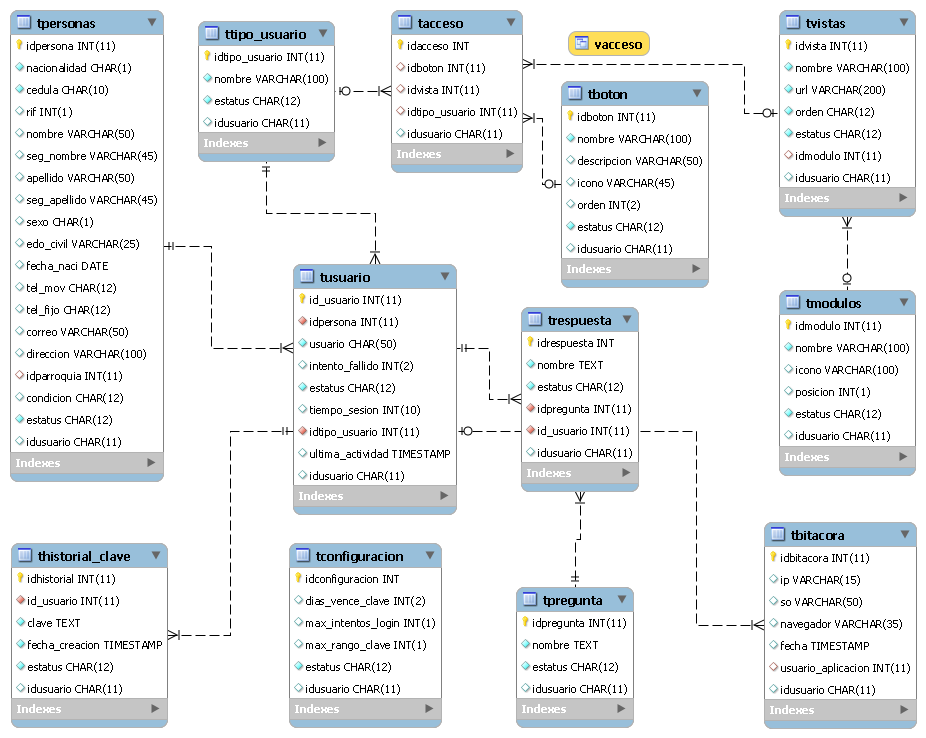 tpersonas
idpersona INT(11)
nacionalidad CHAR(1)
cedula CHAR(10)
rif INT(1)
nombre VARCHAR(50)
seg_nombre VARCHAR(45)
apellido VARCHAR(50)
seg_apellido VARCHAR(45)
sexo CHAR(1)
edo_civil VARCHAR(25)
fecha_naci DATE
tel_mov CHAR(12)
tel_fijo CHAR(12)
correo VARCHAR(50)
direccion VARCHAR(100)
idparroquia INT(11)
condicion CHAR(12)
estatus CHAR(12)
idusuario CHAR(11)
Indexes
ttipo_usuario
idtipo_usuario INT(11)
nombre VARCHAR(100)
estatus CHAR(12)
idusuario CHAR(11)
Indexes
tacceso
idacceso INT
idboton INT(11)
idvista INT(11)
idtipo_usuario INT(11)
idusuario CHAR(11)
Indexes
vacceso
tboton
idboton INT(11)
nombre VARCHAR(100)
descripcion VARCHAR(50)
icono VARCHAR(45)
orden INT(2)
estatus CHAR(12)
idusuario CHAR(11)
Indexes
tvistas
idvista INT(11)
nombre VARCHAR(100)
url VARCHAR(200)
orden CHAR(12)
estatus CHAR(12)
idmodulo INT(11)
idusuario CHAR(11)
Indexes
tusuario
id_usuario INT(11)
idpersona INT(11)
usuario CHAR(50)
intento_fallido INT(2)
estatus CHAR(12)
tiempo_sesion INT(10)
idtipo_usuario INT(11)
ultima_actividad TIMESTAMP
idusuario CHAR(11)
Indexes
trespuesta
idrespuesta INT
nombre TEXT
estatus CHAR(12)
idpregunta INT(11)
id_usuario INT(11)
idusuario CHAR(11)
Indexes
tmodulos
idmodulo INT(11)
nombre VARCHAR(100)
icono VARCHAR(100)
posicion INT(1)
estatus CHAR(12)
idusuario CHAR(11)
Indexes
thistorial_clave
idhistorial INT(11)
id_usuario INT(11)
clave TEXT
fecha_creacion TIMESTAMP
estatus CHAR(12)
idusuario CHAR(11)
Indexes
tconfiguracion
idconfiguracion INT
dias_vence_clave INT(2)
max_intentos_login INT(1)
max_rango_clave INT(1)
estatus CHAR(12)
idusuario CHAR(11)
Indexes
tpregunta
idpregunta INT(11)
nombre TEXT
estatus CHAR(12)
idusuario CHAR(11)
Indexes
tbitacora
idbitacora INT(11)
ip VARCHAR(15)
so VARCHAR(50)
navegador VARCHAR(35)
fecha TIMESTAMP
usuario_aplicacion INT(11)
idusuario CHAR(11)
Indexes